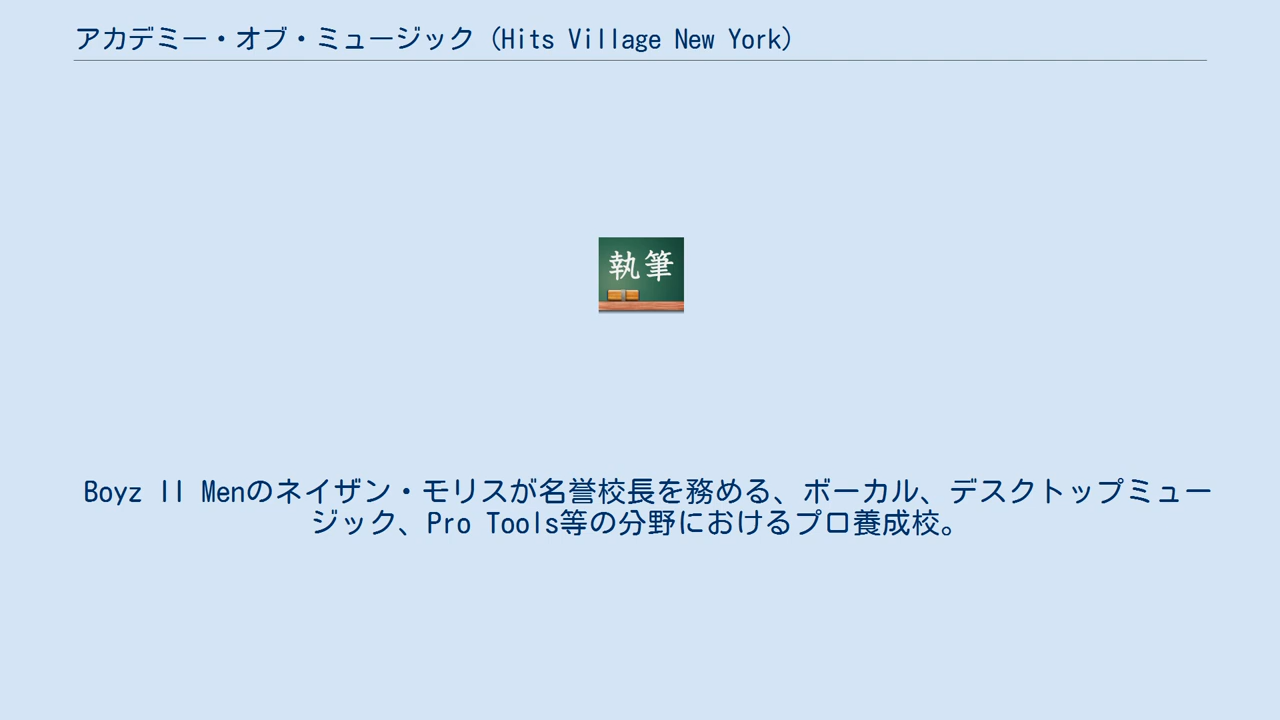 アカデミー・オブ・ミュージック（Hits Village New York）
執筆
Boyz II Menのネイザン・モリスが名誉校長を務める、ボーカル、デスクトップミュー
ジック、Pro Tools等の分野におけるプロ養成校。